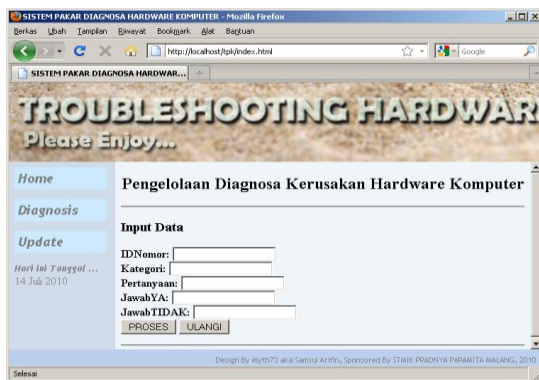 SISTEM PAKAR DIAGNOSA HARDWARE KOMPUTER - Mozilla Firefox
Berkas Ubah Tampilan Riwayat Bookmark Alat Bantuan
http://localhost/tpk/index.html
Google
SISTEM PAKAR DIAGNOSA HARDWAR...
TROUBLESHOOTING HARDWAR
Please Enjoy...
Home
Diagnosis
Update
Hari ini Tanggal ...
14 Juli 2010
Pengelolaan Diagnosa Kerusakan Hardware Komputer
Input Data
IDNomor:
Kategori:
Pertanyaan:
JawabYA:
JawabTIDAK:
PROSES ULANGI
Design By Myth73 aka Samsul Arifin, Sponsored By STMIK PRADNYA PARAMITA MALANG, 2010
Selesai